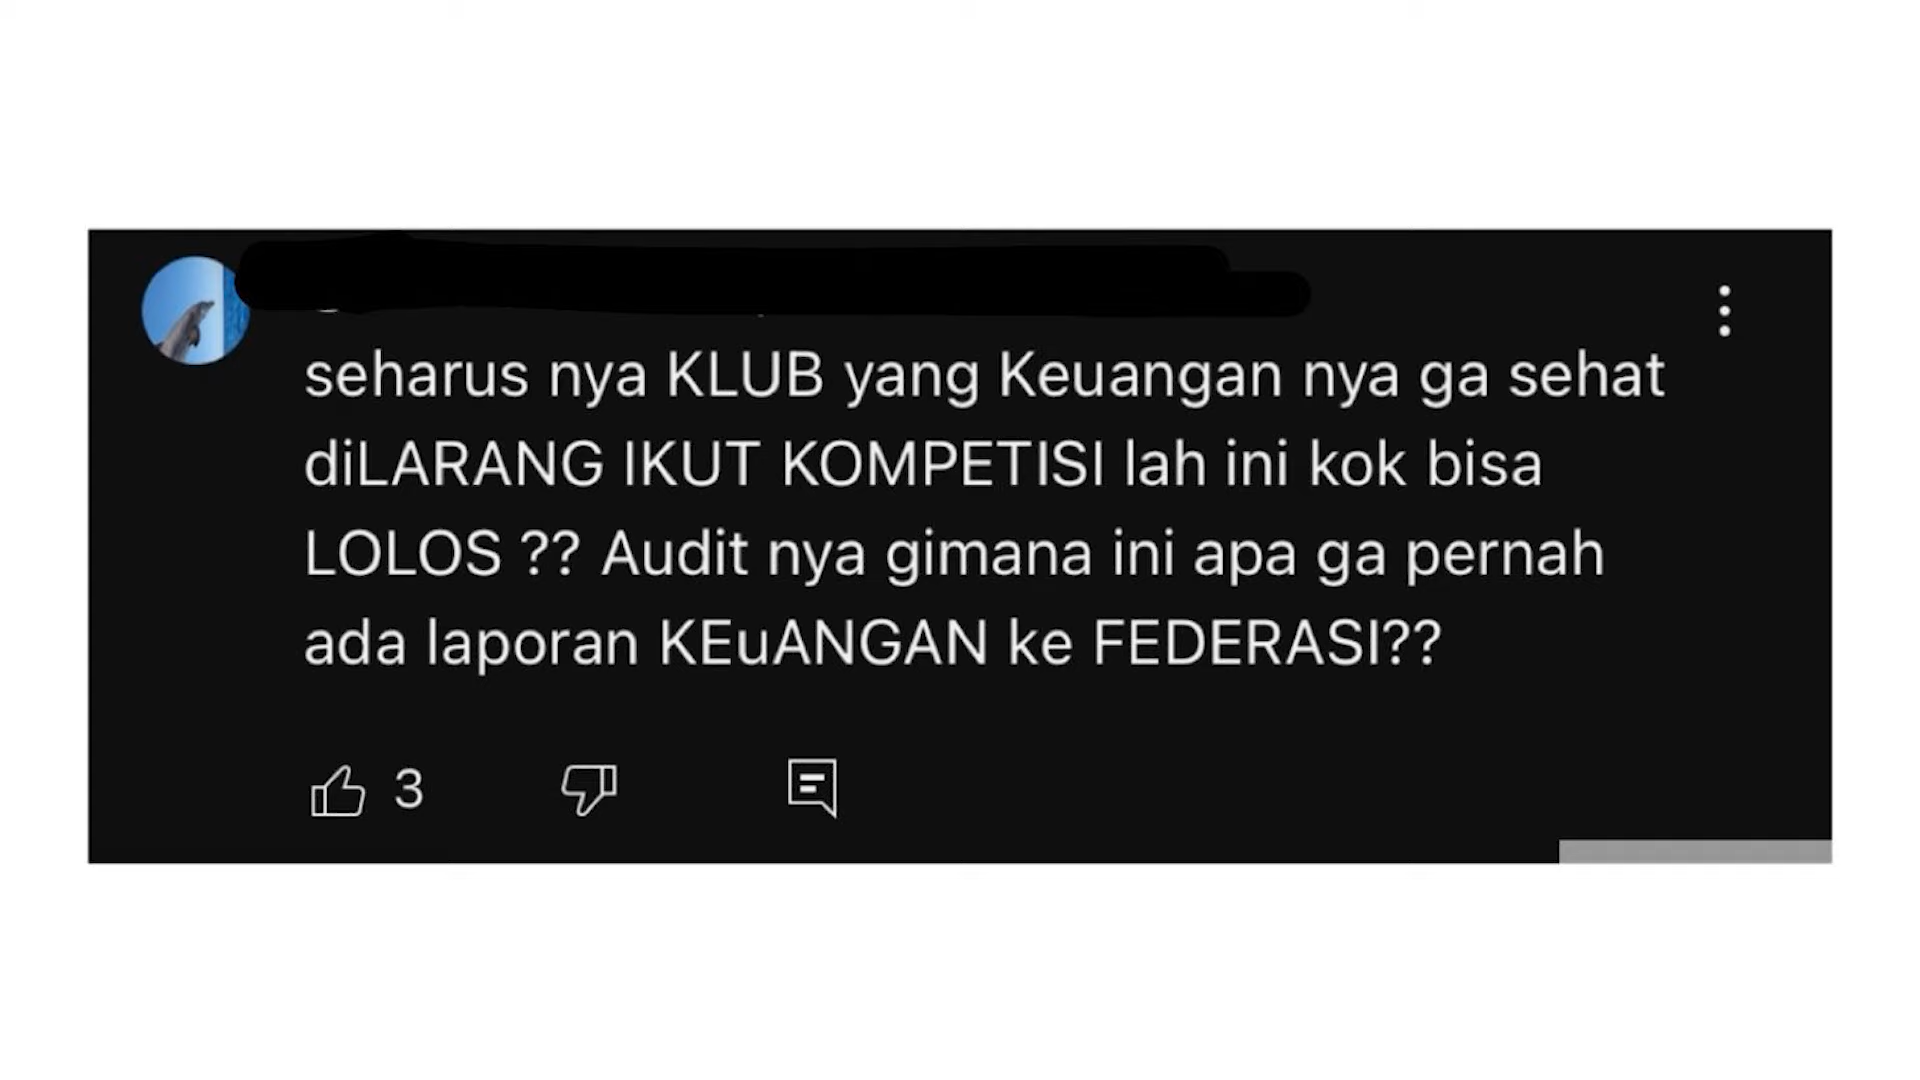 seharus nya KLUB yang Keuangan nya ga sehat
diLARANG IKUT KOMPETISI lah ini kok bisa
LOLOS ?? Audit nya gimana ini apa ga pernah
ada laporan KEuANGAN ke FEDERASI??
3